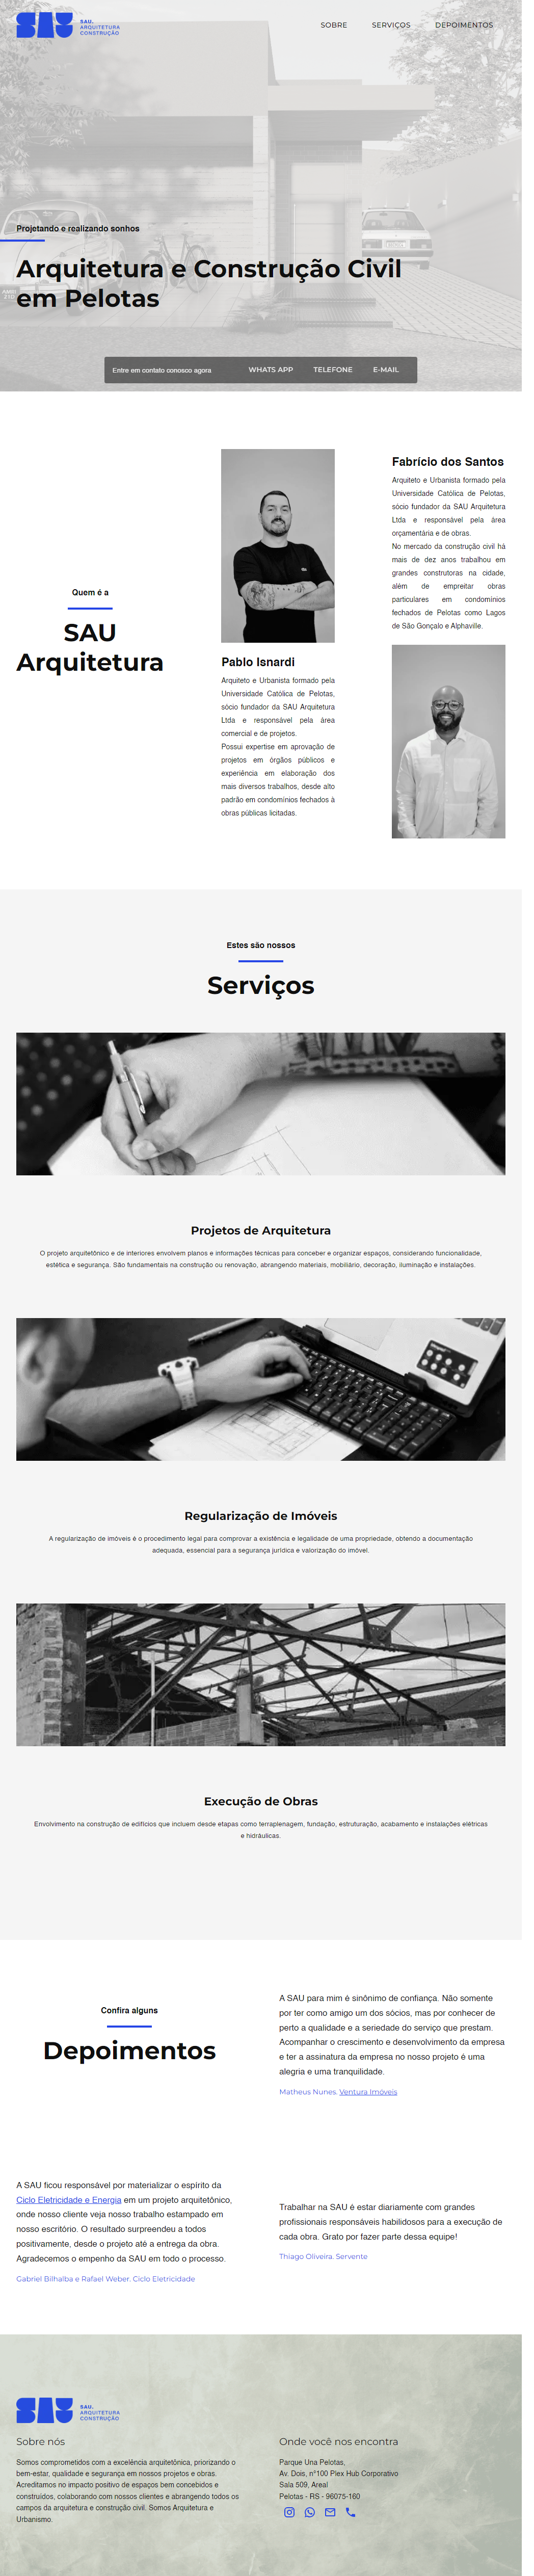 SAU.
ARQUITETURA
CONSTRUÇÃO
SOBRE
SERVIÇOS
DEPOIMENTOS
Projetando e realizando sonhos
Arquitetura e Construção Civil
em Pelotas
Entre em contato conosco agora
WHATS APP
TELEFONE
E-MAIL
Quem é a
SAU
Arquitetura
Pablo Isnardi
Arquiteto e Urbanista formado pela
Universidade Católica de Pelotas,
sócio fundador da SAU Arquitetura
Ltda e responsável pela área
comercial e de projetos.
Possui expertise em aprovação de
projetos em órgãos públicos e
experiência em elaboração dos
mais diversos trabalhos, desde alto
padrão em condomínios fechados à
obras públicas licitadas.
Fabrício dos Santos
Arquiteto e Urbanista formado pela
Universidade Católica de Pelotas,
sócio fundador da SAU Arquitetura
Ltda e responsável pela área
orçamentária e de obras.
No mercado da construção civil há
mais de dez anos trabalhou em
grandes construtoras na cidade,
além de empreitar obras
particulares em condomínios
fechados de Pelotas como Lagos
de São Gonçalo e Alphaville.
Estes são nossos
Serviços
Projetos de Arquitetura
O projeto arquitetônico e de interiores envolvem planos e informações técnicas para conceber e organizar espaços, considerando funcionalidade,
estética e segurança. São fundamentais na construção ou renovação, abrangendo materiais, mobiliário, decoração, iluminação e instalações.
Regularização de Imóveis
A regularização de imóveis é o procedimento legal para comprovar a existência e legalidade de uma propriedade, obtendo a documentação
adequada, essencial para a segurança jurídica e valorização do imóvel.
Execução de Obras
Envolvimento na construção de edifícios que incluem desde etapas como terraplenagem, fundação, estruturação, acabamento e instalações elétricas
e hidráulicas.
Confira alguns
Depoimentos
A SAU para mim é sinônimo de confiança. Não somente
por ter como amigo um dos sócios, mas por conhecer de
perto a qualidade e a seriedade do serviço que prestam.
Acompanhar o crescimento e desenvolvimento da empresa
e ter a assinatura da empresa no nosso projeto é uma
alegria e uma tranquilidade.
Matheus Nunes. Ventura Imóveis
A SAU ficou responsável por materializar o espírito da
Ciclo Eletricidade e Energia em um projeto arquitetônico,
onde nosso cliente veja nosso trabalho estampado em
nosso escritório. O resultado surpreendeu a todos
positivamente, desde o projeto até a entrega da obra.
Agradecemos o empenho da SAU em todo o processo.
Gabriel Bilhalba e Rafael Weber. Ciclo Eletricidade
Trabalhar na SAU é estar diariamente com grandes
profissionais responsáveis habilidosos para a execução de
cada obra. Grato por fazer parte dessa equipe!
Thiago Oliveira. Servente
SAU.
ARQUITETURA
CONSTRUÇÃO
Sobre nós
Somos comprometidos com a excelência arquitetônica, priorizando o
bem-estar, qualidade e segurança em nossos projetos e obras.
Acreditamos no impacto positivo de espaços bem concebidos e
construídos, colaborando com nossos clientes e abrangendo todos os
campos da arquitetura e construção civil. Somos Arquitetura e
Urbanismo.
Onde você nos encontra
Parque Una Pelotas,
Av. Dois, n°100 Plex Hub Corporativo
Sala 509, Areal
Pelotas - RS - 96075-160